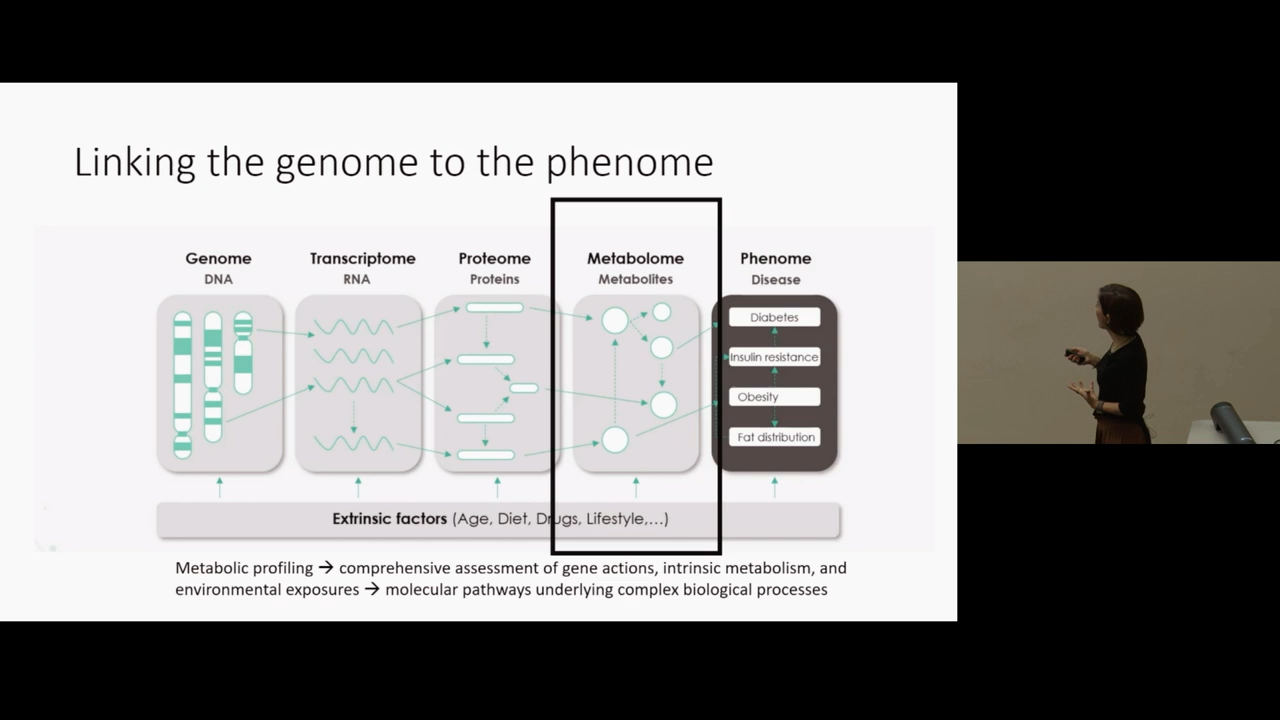 Linking the genome to the phenome
Genome
DNA
Transcriptome
RNA
Proteome
Proteins
Metabolome
Metabolites
Phenome
Disease
Diabetes
Insulin resistance
Obesity
Fat distribution
Extrinsic factors (Age, Diet, Drugs, Lifestyle,...)
Metabolic profiling → comprehensive assessment of gene actions, intrinsic metabolism, and
environmental exposures → molecular pathways underlying complex biological processes